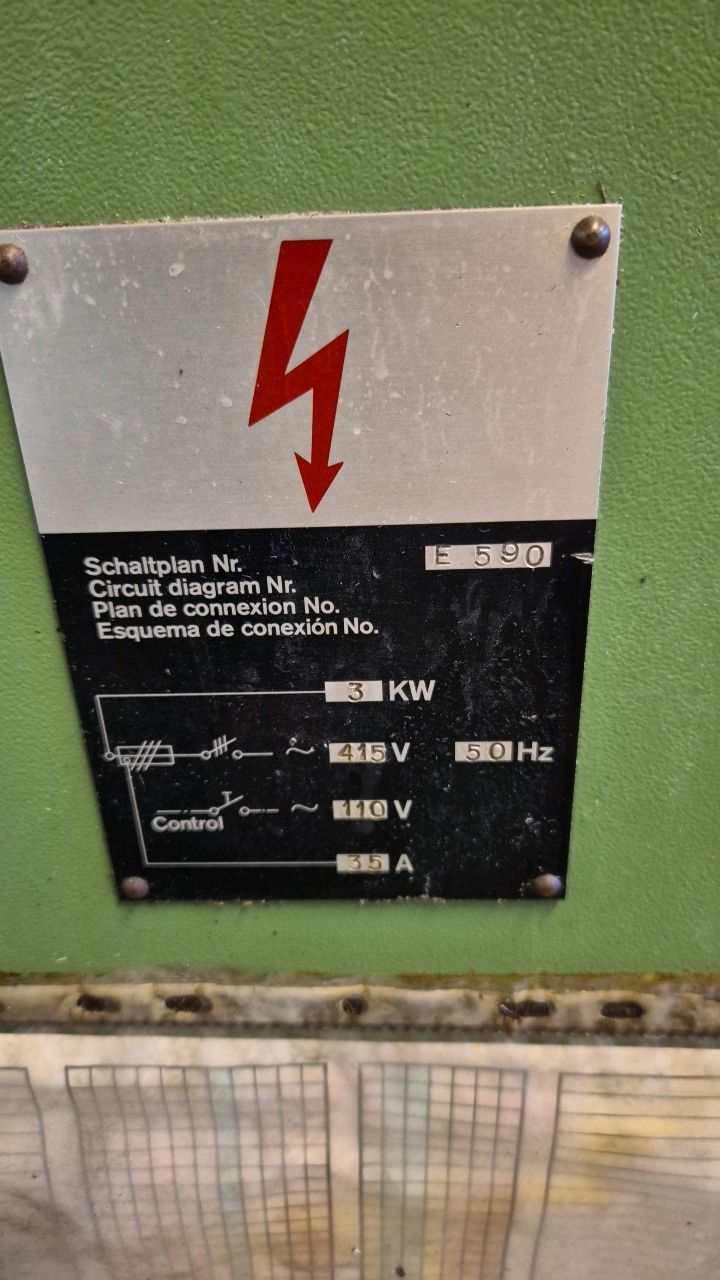 Schaltplan Nr. E 590
Circuit diagram Nr.
Plan de connexion No.
Esquema de conexión No.
3 KW
~ 415 V 50 Hz
Control ~ 110 V
35 A